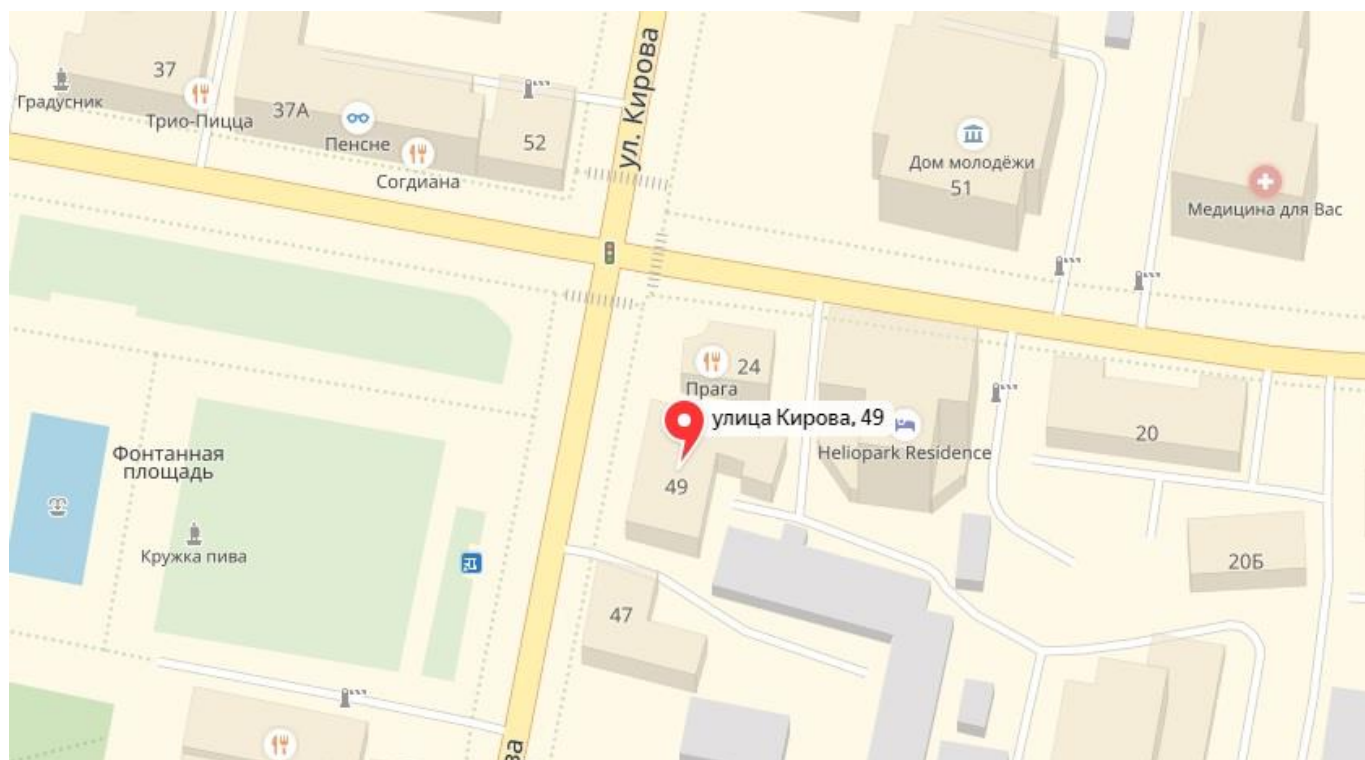 37
Градусник
Трио-Пицца
37А
Пенсне
Согдиана
52
ул. Кирова
Дом молодёжи
51
Медицина для Вас
24
Прага
улица Кирова, 49
49
Heliopark Residence
20
20Б
47
Фонтанная
площадь
Кружка пива
ва